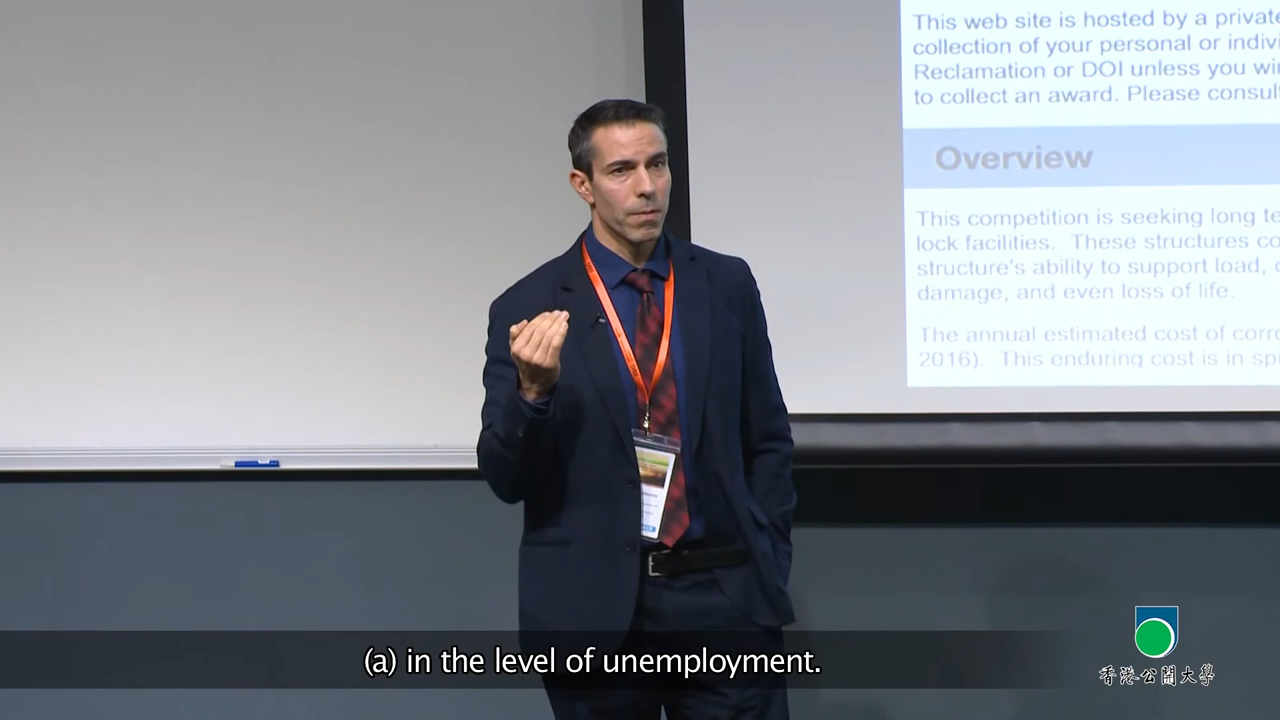 This web site is hosted by a private
collection of your personal or indivi
Reclamation or DOI unless you wi
to collect an award. Please consult
Overview
This competition is seeking long te
lock facilities. These structures co
structure's ability to support load,
damage, and even loss of life.
The annual estimated cost of corro
2016). This enduring cost is in sp
(a) in the level of unemployment.
香港公開大學